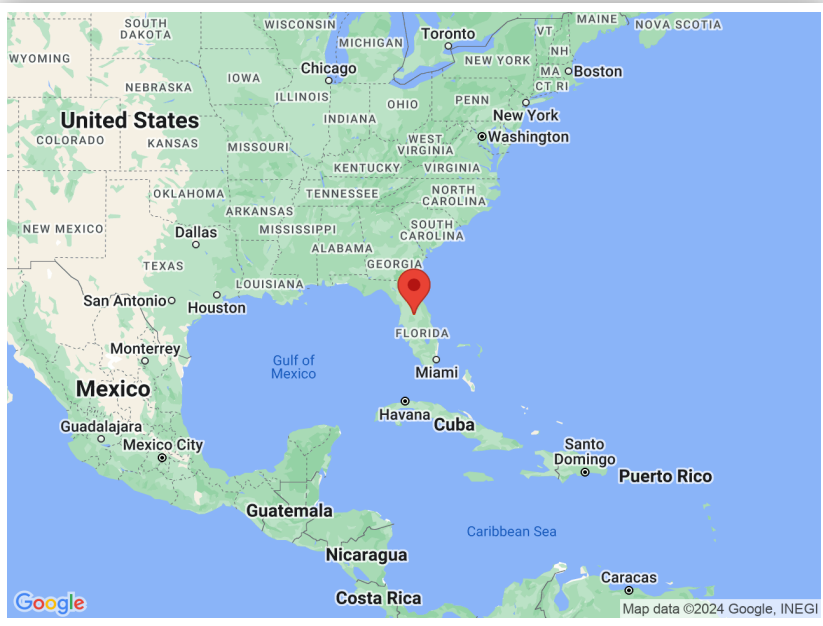 SOUTH
DAKOTA
WISCONSIN
MAINE
NOVA SCOTIA
VT
Toronto
MICHIGAN
NH
WYOMING
NEW YORK
Chicago
MA
Boston
NEBRASKA
IOWA
CT RI
ILLINOIS
OHIO
PENN
New York
United States
INDIANA
Washington
COLORADO
KANSAS
MISSOURI
WEST
VIRGINIA
KENTUCKY
VIRGINIA
OKLAHOMA
TENNESSEE
NORTH
CAROLINA
ARKANSAS
NEW MEXICO
Dallas
MISSISSIPPI
SOUTH
CAROLINA
ALABAMA
TEXAS
GEORGIA
LOUISIANA
San Antonio
Houston
FLORIDA
Monterrey
Gulf of
Mexico
Miami
Mexico
Havana
Cuba
Guadalajara
Mexico City
Santo
Domingo
Puerto Rico
Guatemala
Caribbean Sea
Nicaragua
Caracas
Costa Rica
Google
Map data ©2024 Google, INEGI